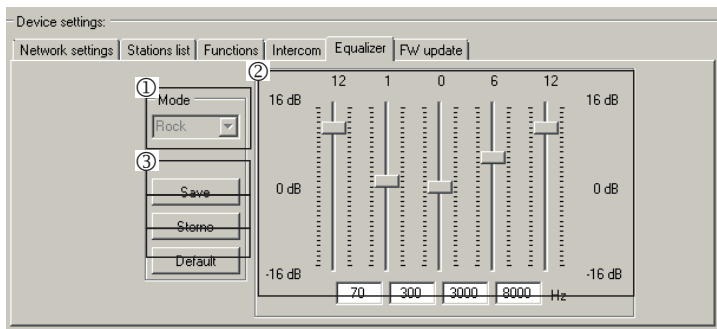 Device settings:
Network settings Stations list Functions Intercom Equalizer FW update
①
Mode
Rock
③
Save
Storno
Default
②
12 1 0 6 12
16 dB 16 dB
0 dB 0 dB
-16 dB -16 dB
70 300 3000 8000 Hz